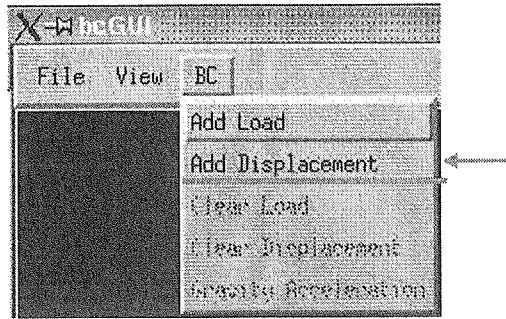 bcGUI
File View BC
Add Load
Add Displacement
Clear Load
Clear Displacement
Gravity Acceleration